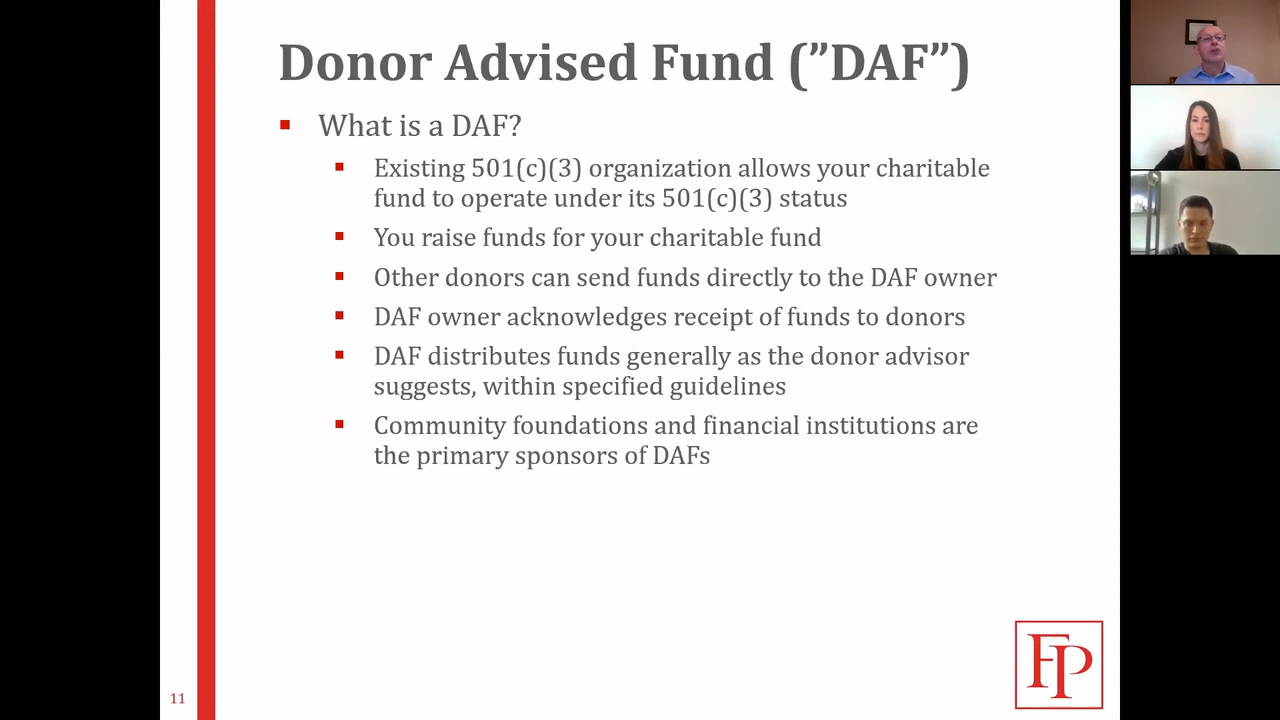 Donor Advised Fund (”DAF”)
What is a DAF?
Existing 501(c)(3) organization allows your charitable
fund to operate under its 501(c)(3) status
You raise funds for your charitable fund
Other donors can send funds directly to the DAF owner
DAF owner acknowledges receipt of funds to donors
DAF distributes funds generally as the donor advisor
suggests, within specified guidelines
Community foundations and financial institutions are
the primary sponsors of DAFs
11
FP